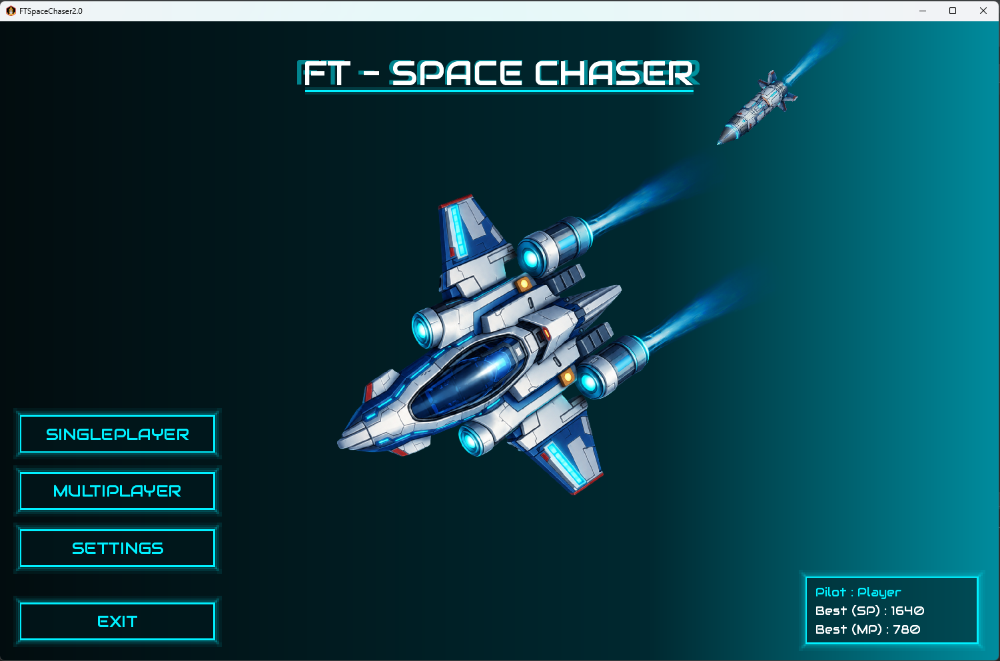 FTSpaceChaser2.0
FT - SPACE CHASER
SINGLEPLAYER
MULTIPLAYER
SETTINGS
EXIT
Pilot : Player
Best (SP) : 1640
Best (MP) : 780